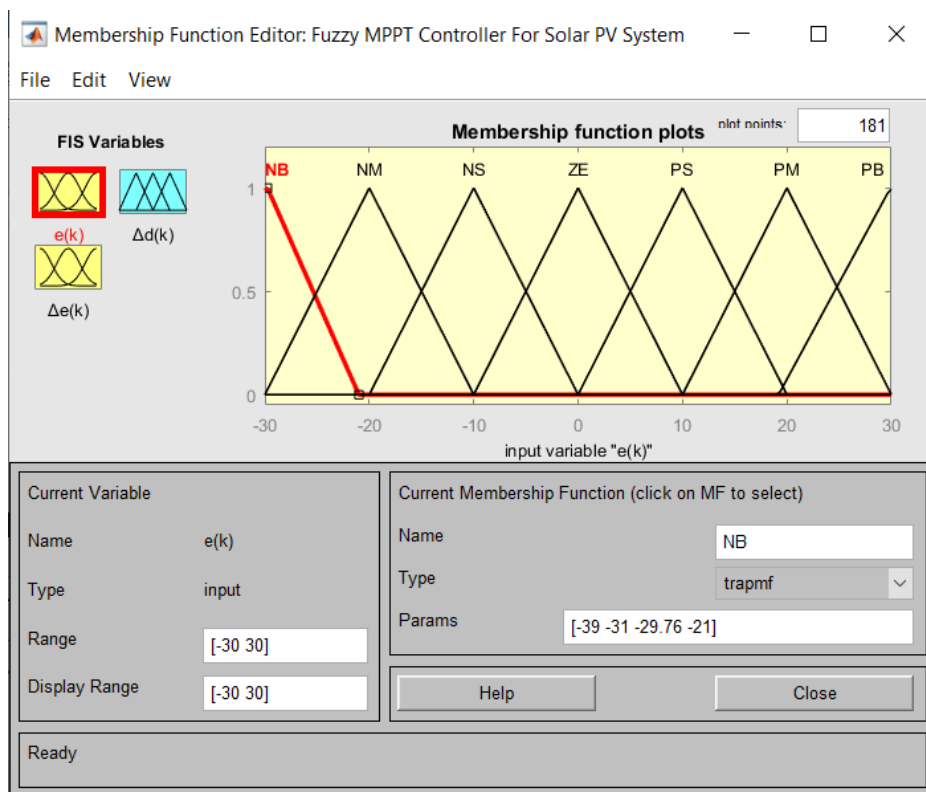 Membership Function Editor: Fuzzy MPPT Controller For Solar PV System
File Edit View
FIS Variables
e(k)
Δd(k)
Δe(k)
Membership function plots
plot points:
181
NB NM NS ZE PS PM PB
1
0.5
0
-30 -20 -10 0 10 20 30
input variable "e(k)"
Current Variable
Name e(k)
Type input
Range [-30 30]
Display Range [-30 30]
Current Membership Function (click on MF to select)
Name NB
Type trapmf
Params [-39 -31 -29.76 -21]
Help Close
Ready